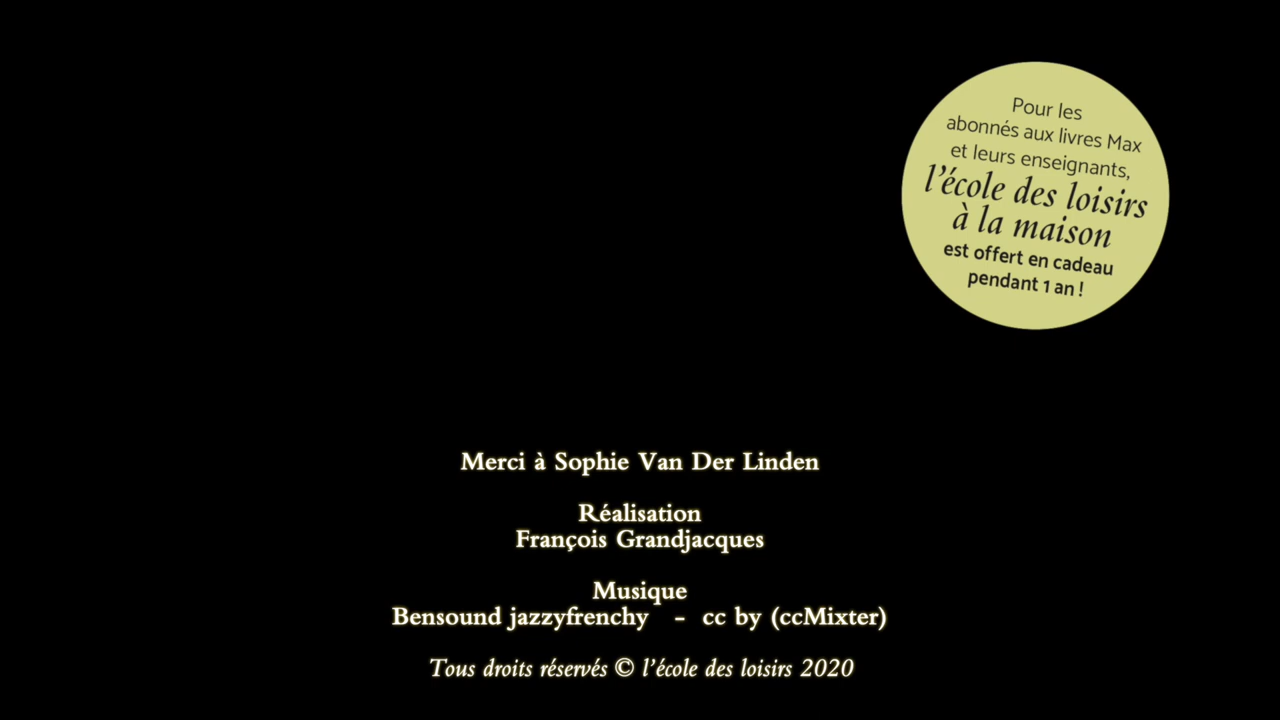 Pour les
abonnés aux livres Max
et leurs enseignants,
l'école des loisirs
à la maison
est offert en cadeau
pendant 1 an !
Merci à Sophie Van Der Linden
Réalisation
François Grandjacques
Musique
Bensound jazzyfrenchy - cc by (ccMixter)
Tous droits réservés © l'école des loisirs 2020